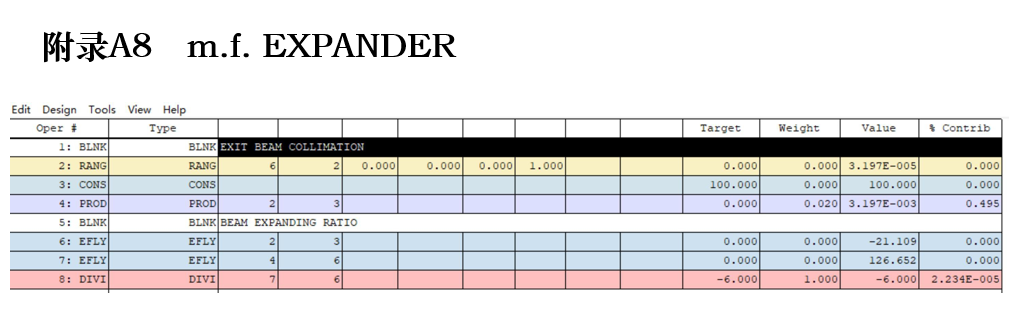 附录A8 m.f. EXPANDER
Edit Design Tools View Help
Oper # Type Target Weight Value % Contrib
1: BLNK BLNK EXIT BEAM COLLIMATION
2: RANG RANG 6 2 0.000 0.000 0.000 1.000 0.000 0.000 3.197E-005 0.000
3: CONS CONS 100.000 0.000 100.000 0.000
4: PROD PROD 2 3 0.000 0.020 3.197E-003 0.495
5: BLNK BLNK BEAM EXPANDING RATIO
6: EFLY EFLY 2 3 0.000 0.000 -21.109 0.000
7: EFLY EFLY 4 6 0.000 0.000 126.652 0.000
8: DIVI DIVI 7 6 -6.000 1.000 -6.000 2.234E-005